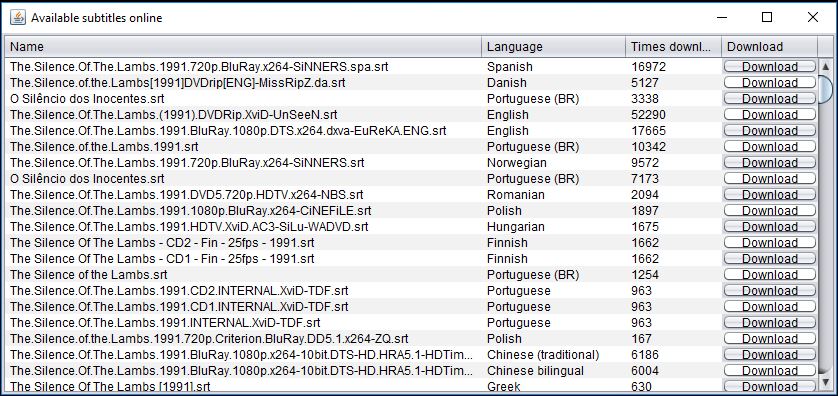 Available subtitles online
Name Language Times downl... Download
The.Silence.Of.The.Lambs.1991.720p.BluRay.x264-SiNNERS.spa.srt Spanish 16972 Download
The.Silence.of.the.Lambs[1991]DVDrip[ENG]-MissRipZ.da.srt Danish 5127 Download
O Silêncio dos Inocentes.srt Portuguese (BR) 3338 Download
The.Silence.Of.The.Lambs.(1991).DVDRip.XviD-UnSeeN.srt English 52290 Download
The.Silence.Of.The.Lambs.1991.BluRay.1080p.DTS.x264.dxva-EuReKA.ENG.srt English 17665 Download
The.Silence.of.the.Lambs.1991.srt Portuguese (BR) 10342 Download
The.Silence.Of.The.Lambs.1991.720p.BluRay.x264-SiNNERS.srt Norwegian 9572 Download
O Silêncio dos Inocentes.srt Portuguese (BR) 7173 Download
The.Silence.Of.The.Lambs.1991.DVD5.720p.HDTV.x264-NBS.srt Romanian 2094 Download
The.Silence.Of.The.Lambs.1991.1080p.BluRay.x264-CiNEFiLE.srt Polish 1897 Download
The.Silence.Of.The.Lambs.1991.HDTV.XviD.AC3-SiLu-WADVD.srt Hungarian 1675 Download
The Silence Of The Lambs - CD2 - Fin - 25fps - 1991.srt Finnish 1662 Download
The Silence Of The Lambs - CD1 - Fin - 25fps - 1991.srt Finnish 1662 Download
The Silence of the Lambs.srt Portuguese (BR) 1254 Download
The.Silence.Of.The.Lambs.1991.CD2.INTERNAL.XviD-TDF.srt Portuguese 963 Download
The.Silence.Of.The.Lambs.1991.CD1.INTERNAL.XviD-TDF.srt Portuguese 963 Download
The.Silence.Of.The.Lambs.1991.INTERNAL.XviD-TDF.srt Portuguese 963 Download
The.Silence.of.the.Lambs.1991.720p.Criterion.BluRay.DD5.1.x264-ZQ.srt Polish 167 Download
The.Silence.Of.The.Lambs.1991.BluRay.1080p.x264-10bit.DTS-HD.HRA5.1-HDTim... Chinese (traditional) 6186 Download
The.Silence.Of.The.Lambs.1991.BluRay.1080p.x264-10bit.DTS-HD.HRA5.1-HDTim... Chinese bilingual 6004 Download
The Silence Of The Lambs [1991].srt Greek 630 Download